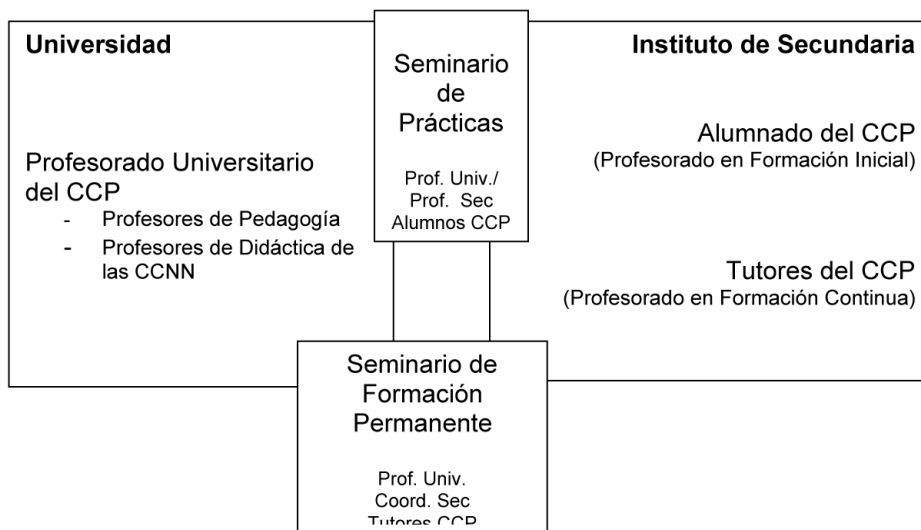 Universidad
Profesorado Universitario
del CCP
- Profesores de Pedagogía
- Profesores de Didáctica de
las CCNN
Seminario
de
Prácticas
Prof. Univ./
Prof. Sec
Alumnos CCP
Instituto de Secundaria
Alumnado del CCP
(Profesorado en Formación Inicial)
Tutores del CCP
(Profesorado en Formación Continua)
Seminario de
Formación
Permanente
Prof. Univ.
Coord. Sec
Tutores CCP